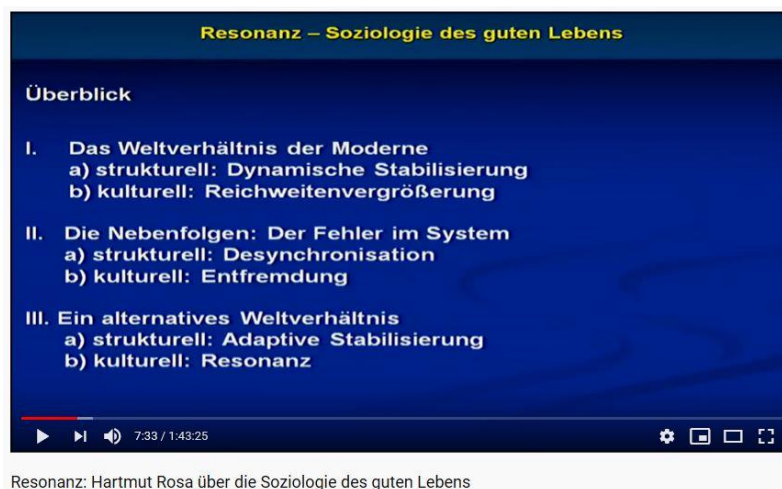 Resonanz – Soziologie des guten Lebens
Überblick
I. Das Weltverhältnis der Moderne
a) strukturell: Dynamische Stabilisierung
b) kulturell: Reichweitenvergrößerung
II. Die Nebenfolgen: Der Fehler im System
a) strukturell: Desynchronisation
b) kulturell: Entfremdung
III. Ein alternatives Weltverhältnis
a) strukturell: Adaptive Stabilisierung
b) kulturell: Resonanz
7:33 / 1:43:25
Resonanz: Hartmut Rosa über die Soziologie des guten Lebens